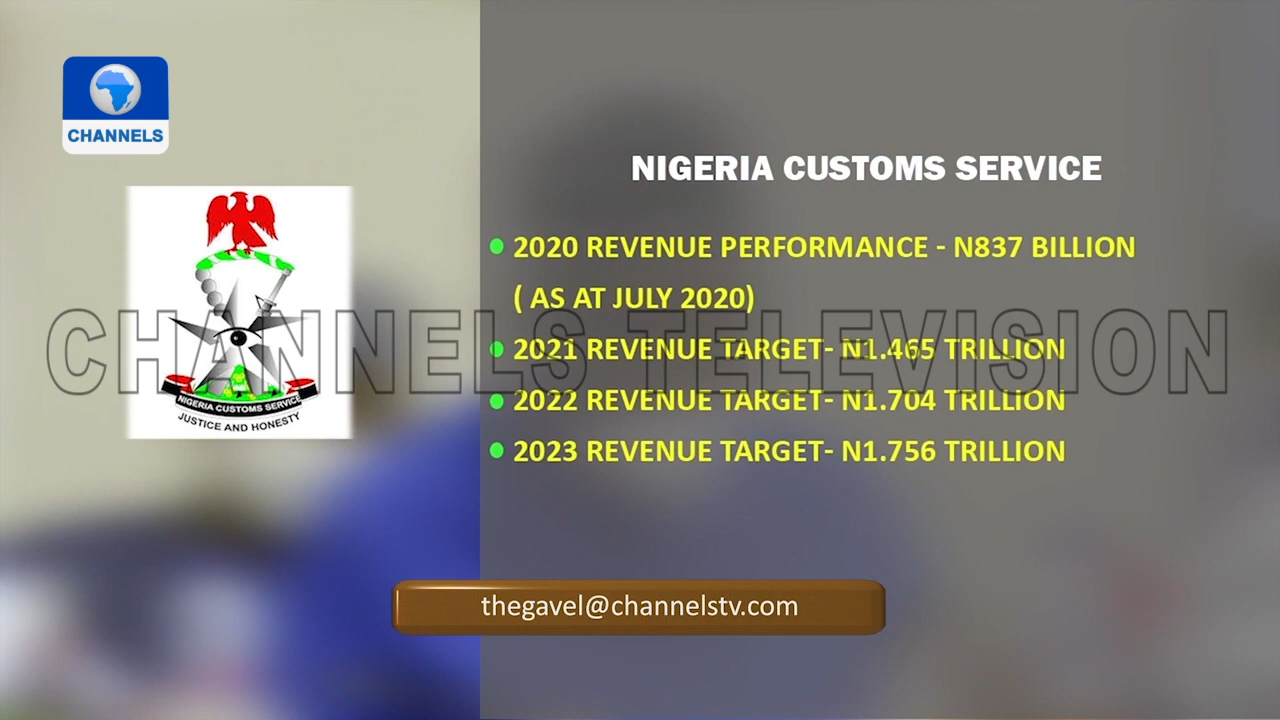 CHANNELS
NIGERIA CUSTOMS SERVICE
2020 REVENUE PERFORMANCE - N837 BILLION
( AS AT JULY 2020)
2021 REVENUE TARGET- N1.465 TRILLION
2022 REVENUE TARGET- N1.704 TRILLION
2023 REVENUE TARGET- N1.756 TRILLION
CHANNELS TELEVISION
NIGERIA CUSTOMS SERVICE
JUSTICE AND HONESTY
thegavel@channelstv.com